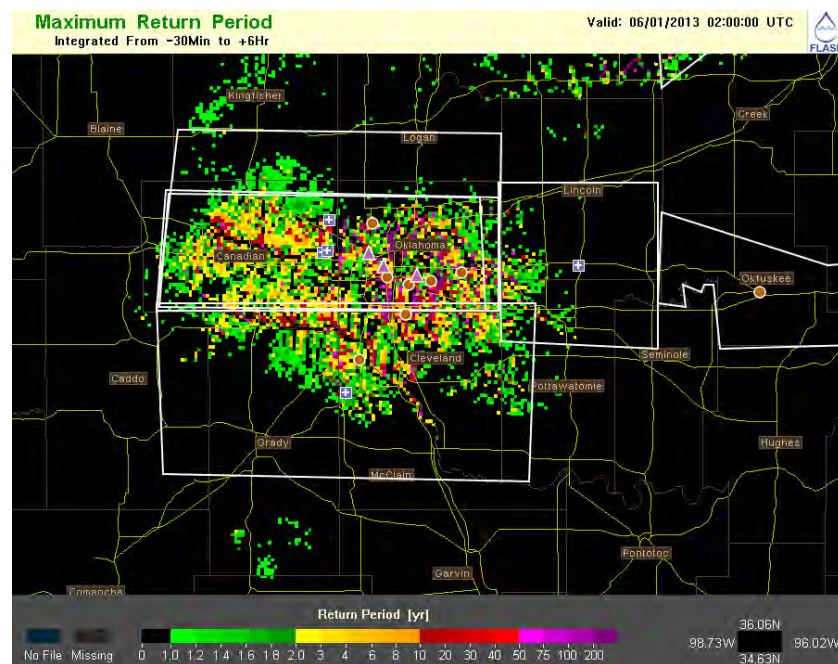 Maximum Return Period
Integrated From -30Min to +6Hr
Valid: 06/01/2013 02:00:00 UTC
FLASH
Kingfisher
Blaine
Logan
Creek
Lincoln
Canadian
Oklahoma
Okfuskee
Caddo
Cleveland
Seminole
Pottawatomie
Grady
Hughes
McClain
Pontotoc
Garvin
Comanche
Return Period [yr]
No File Missing 0 1.0 1.2 1.4 1.6 1.8 2.0 3 4 6 8 10 20 30 40 50 75 100 200
36.06N
98.73W 96.02W
34.63N